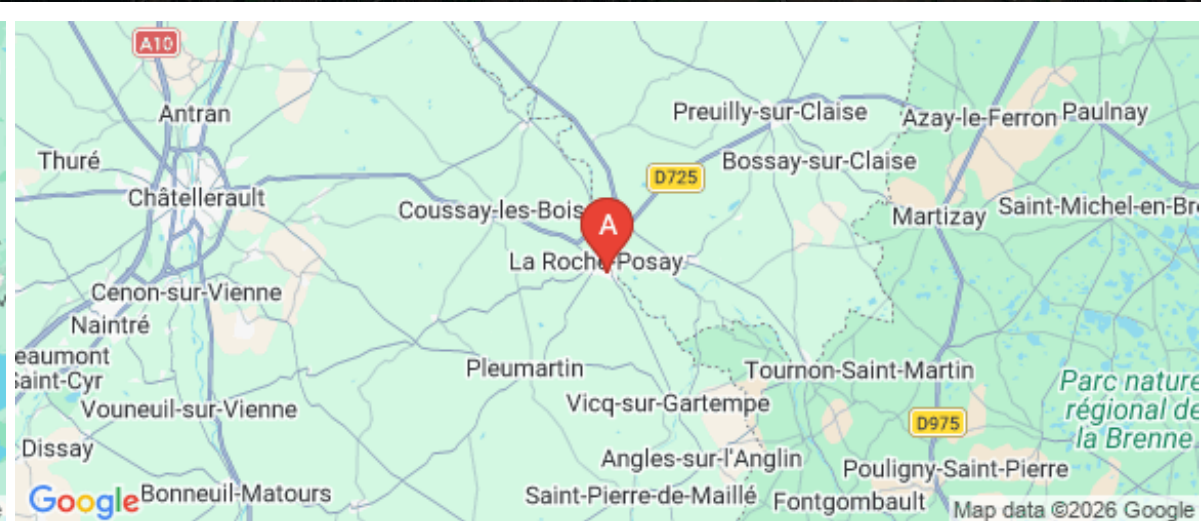 A10
Antran
Preuilly-sur-Claise
Azay-le-Ferron
Paulnay
Thuré
Bossay-sur-Claise
D725
Châtellerault
Coussay-les-Bois
A
Martizay
Saint-Michel-en-Br
La Roche-Posay
Cenon-sur-Vienne
Naintré
eaumont
Saint-Cyr
Pleumartin
Tournon-Saint-Martin
Parc nature
régional de
la Brenne
Vouneuil-sur-Vienne
Vicq-sur-Gartempe
D975
Dissay
Angles-sur-l'Anglin
Pouligny-Saint-Pierre
Google
Bonneuil-Matours
Saint-Pierre-de-Maillé
Fontgombault
Map data ©2026 Google